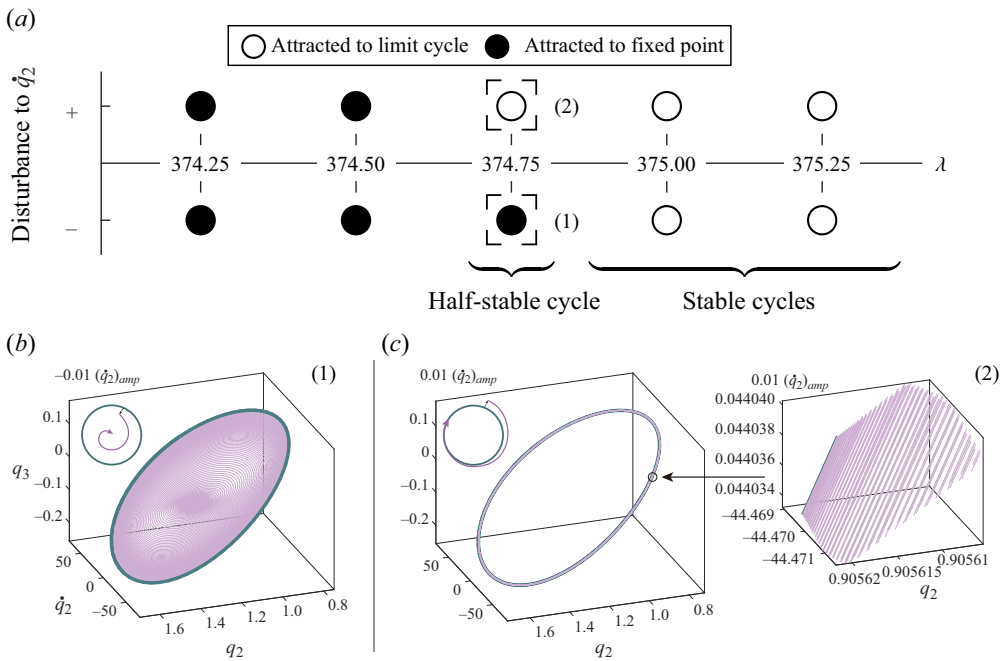 (a)
Attracted to limit cycle Attracted to fixed point
Disturbance to q̇2
+ (2)
374.25 374.50 374.75 375.00 375.25 λ
– (1)
Half-stable cycle Stable cycles
(b)
–0.01 (q̇2)amp
(1)
0.1
0
–0.1
–0.2
q3
50
0
–50
q̇2
1.6 1.4 1.2 1.0 0.8
q2
(c)
0.01 (q̇2)amp
0.1
0
–0.1
–0.2
50
0
–50
1.6 1.4 1.2 1.0 0.8
q2
(2)
0.01 (q̇2)amp
0.044040
0.044038
0.044036
0.044034
–44.469
–44.470
–44.471
0.90562 0.905615 0.90561
q2